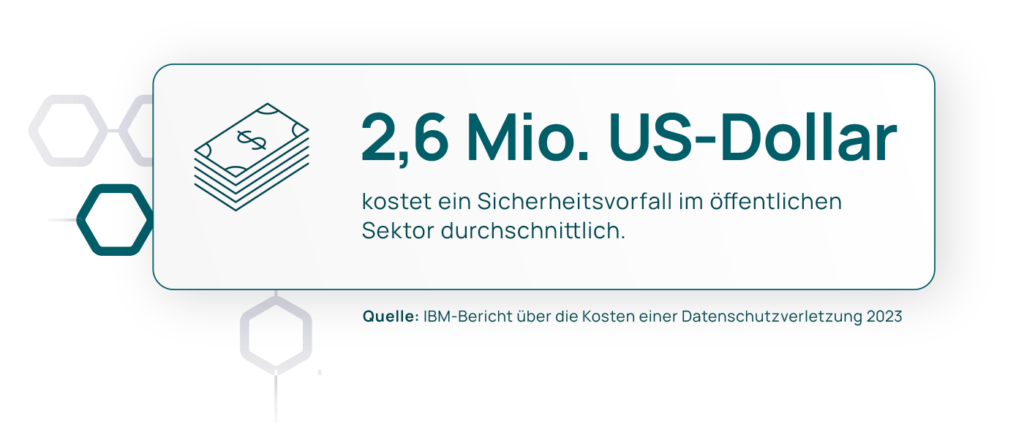 2,6 Mio. US-Dollar
kostet ein Sicherheitsvorfall im öffentlichen
Sektor durchschnittlich.
Quelle: IBM-Bericht über die Kosten einer Datenschutzverletzung 2023